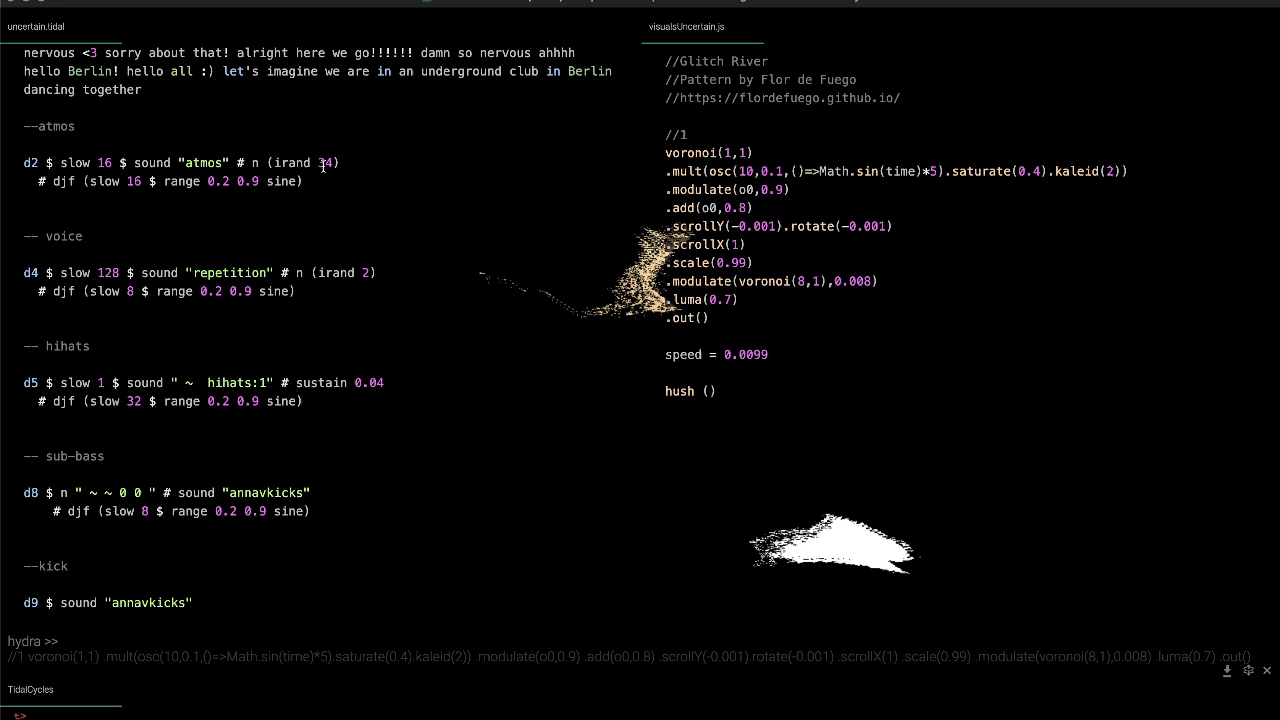 uncertain.tidal
nervous <3 sorry about that! alright here we go!!!!!! damn so nervous ahhhh
hello Berlin! hello all :) let's imagine we are in an underground club in Berlin
dancing together
--atmos
d2 $ slow 16 $ sound "atmos" # n (irand 34)
# djf (slow 16 $ range 0.2 0.9 sine)
-- voice
d4 $ slow 128 $ sound "repetition" # n (irand 2)
# djf (slow 8 $ range 0.2 0.9 sine)
-- hihats
d5 $ slow 1 $ sound " ~  hihats:1" # sustain 0.04
# djf (slow 32 $ range 0.2 0.9 sine)
-- sub-bass
d8 $ n " ~ ~ 0 0 " # sound "annavkicks"
# djf (slow 8 $ range 0.2 0.9 sine)
--kick
d9 $ sound "annavkicks"
visualsUncertain.js
//Glitch River
//Pattern by Flor de Fuego
//https://flordefuego.github.io/
//1
voronoi(1,1)
.mult(osc(10,0.1,()=>Math.sin(time)*5).saturate(0.4).kaleid(2))
.modulate(o0,0.9)
.add(o0,0.8)
.scrollY(-0.001).rotate(-0.001)
.scrollX(1)
.scale(0.99)
.modulate(voronoi(8,1),0.008)
.luma(0.7)
.out()
speed = 0.0099
hush ()
hydra >>
//1 voronoi(1,1) .mult(osc(10,0.1,()=>Math.sin(time)*5).saturate(0.4).kaleid(2)) .modulate(o0,0.9) .add(o0,0.8) .scrollY(-0.001).rotate(-0.001) .scrollX(1) .scale(0.99) .modulate(voronoi(8,1),0.008) .luma(0.7) .out()
TidalCycles
t>